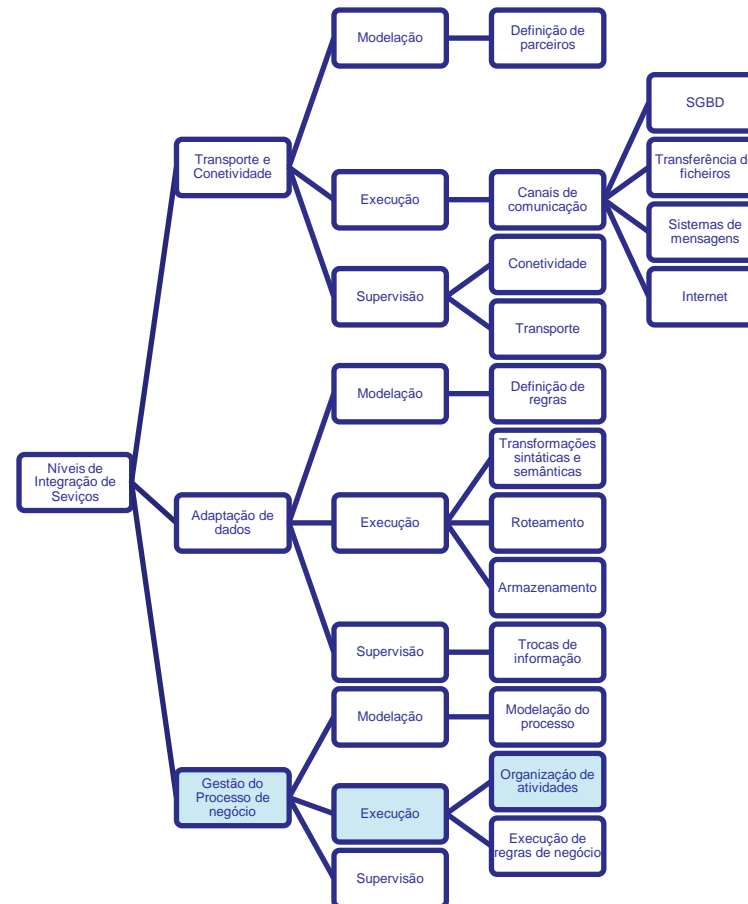 Modelação
Definição de
parceiros
SGBD
Transporte e
Conetividade
Transferência d
ficheiros
Execução
Canais de
comunicação
Sistemas de
mensagens
Conetividade
Supervisão
Internet
Transporte
Modelação
Definição de
regras
Transformações
sintáticas e
semânticas
Níveis de
Integração de
Seviços
Adaptação de
dados
Execução
Roteamento
Armazenamento
Supervisão
Trocas de
informação
Modelação
Modelação do
processo
Gestão do
Processo de
negócio
Organizaçáo de
atividades
Execução
Execução de
regras de negócio
Supervisão